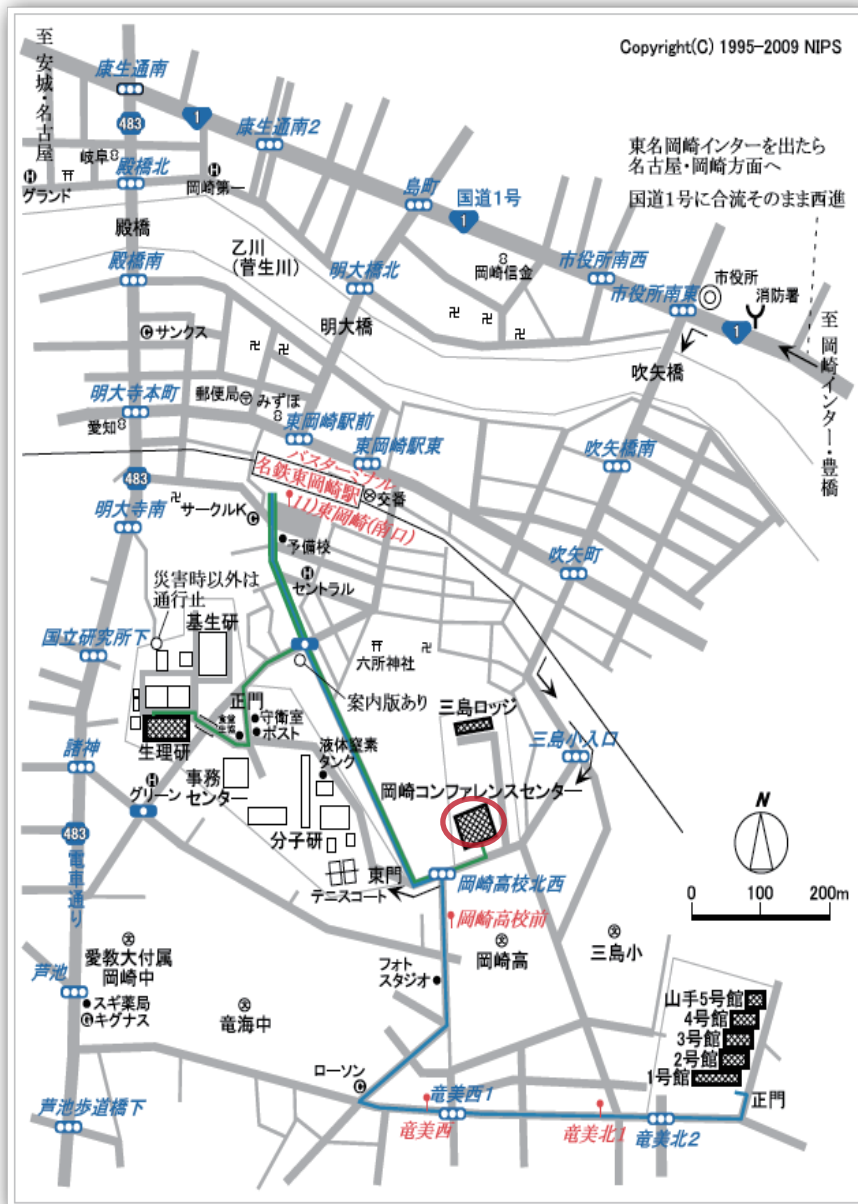 Copyright(C) 1995-2009 NIPS
至 安城・名古屋
康生通南
483
1
康生通南2
岐阜
殿橋北
グランド
岡崎第一
島町
国道1号
1
東名岡崎インターを出たら
名古屋・岡崎方面へ
国道1号に合流そのまま西進
殿橋
乙川
(菅生川)
殿橋南
明大橋北
岡崎信金
市役所南西
市役所
市役所南東
消防署
1
至 岡崎インター・豊橋
サンクス
明大橋
吹矢橋
明大寺本町
郵便局
みずほ
愛知
東岡崎駅前
東岡崎駅東
吹矢橋南
バスターミナル
名鉄東岡崎駅
交番
11)東岡崎(南口)
483
明大寺南
サークルK
予備校
吹矢町
セントラル
災害時以外は
通行止
基生研
国立研究所下
六所神社
案内版あり
正門
守衛室
ポスト
食堂
生協
生理研
三島ロッジ
三島小入口
液体窒素
タンク
諸神
グリーン
事務
センター
岡崎コンファレンスセンター
分子研
N
483
電車通り
東門
テニスコート
岡崎高校北西
0 100 200m
岡崎高校前
愛教大付属
岡崎中
岡崎高
三島小
フォト
スタジオ
芦池
スギ薬局
キグナス
竜海中
山手5号館
4号館
3号館
2号館
1号館
ローソン
正門
芦池歩道橋下
竜美西
竜美西1
竜美北1
竜美北2